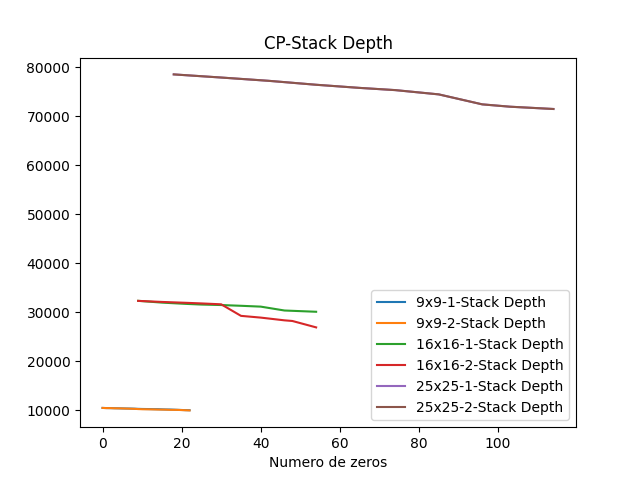 CP-Stack Depth
80000
70000
60000
50000
40000
30000
20000
10000
9x9-1-Stack Depth
9x9-2-Stack Depth
16x16-1-Stack Depth
16x16-2-Stack Depth
25x25-1-Stack Depth
25x25-2-Stack Depth
0 20 40 60 80 100
Numero de zeros